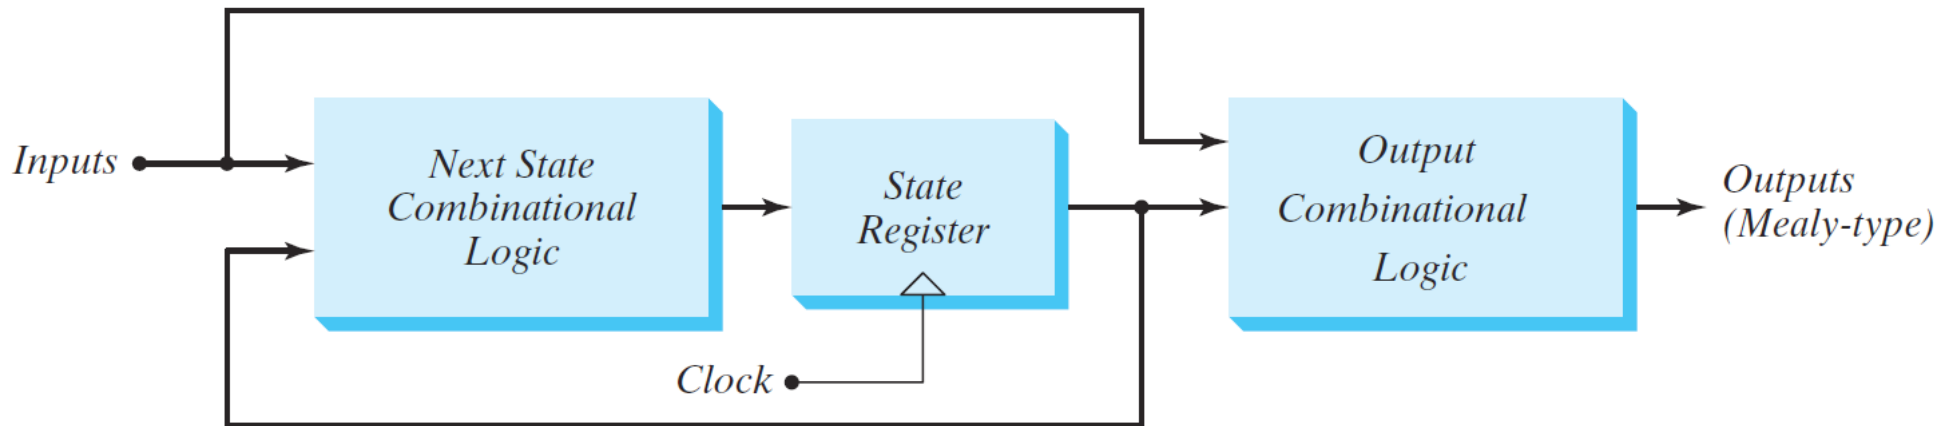 Inputs
Next State
Combinational
Logic
State
Register
Clock
Output
Combinational
Logic
Outputs
(Mealy-type)